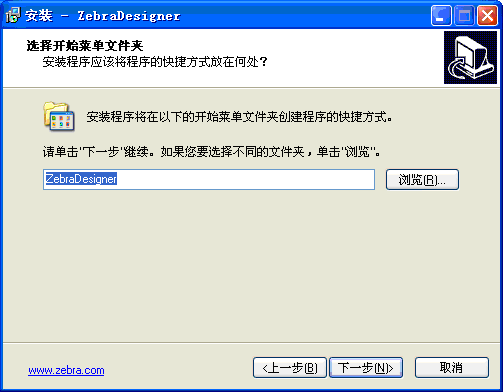 安装 - ZebraDesigner
选择开始菜单文件夹
安装程序应该将程序的快捷方式放在何处？
安装程序将在以下的开始菜单文件夹创建程序的快捷方式。
请单击“下一步”继续。如果您要选择不同的文件夹，单击“浏览”。
ZebraDesigner
浏览(R)...
www.zebra.com
<上一步(B)
下一步(N)>
取消